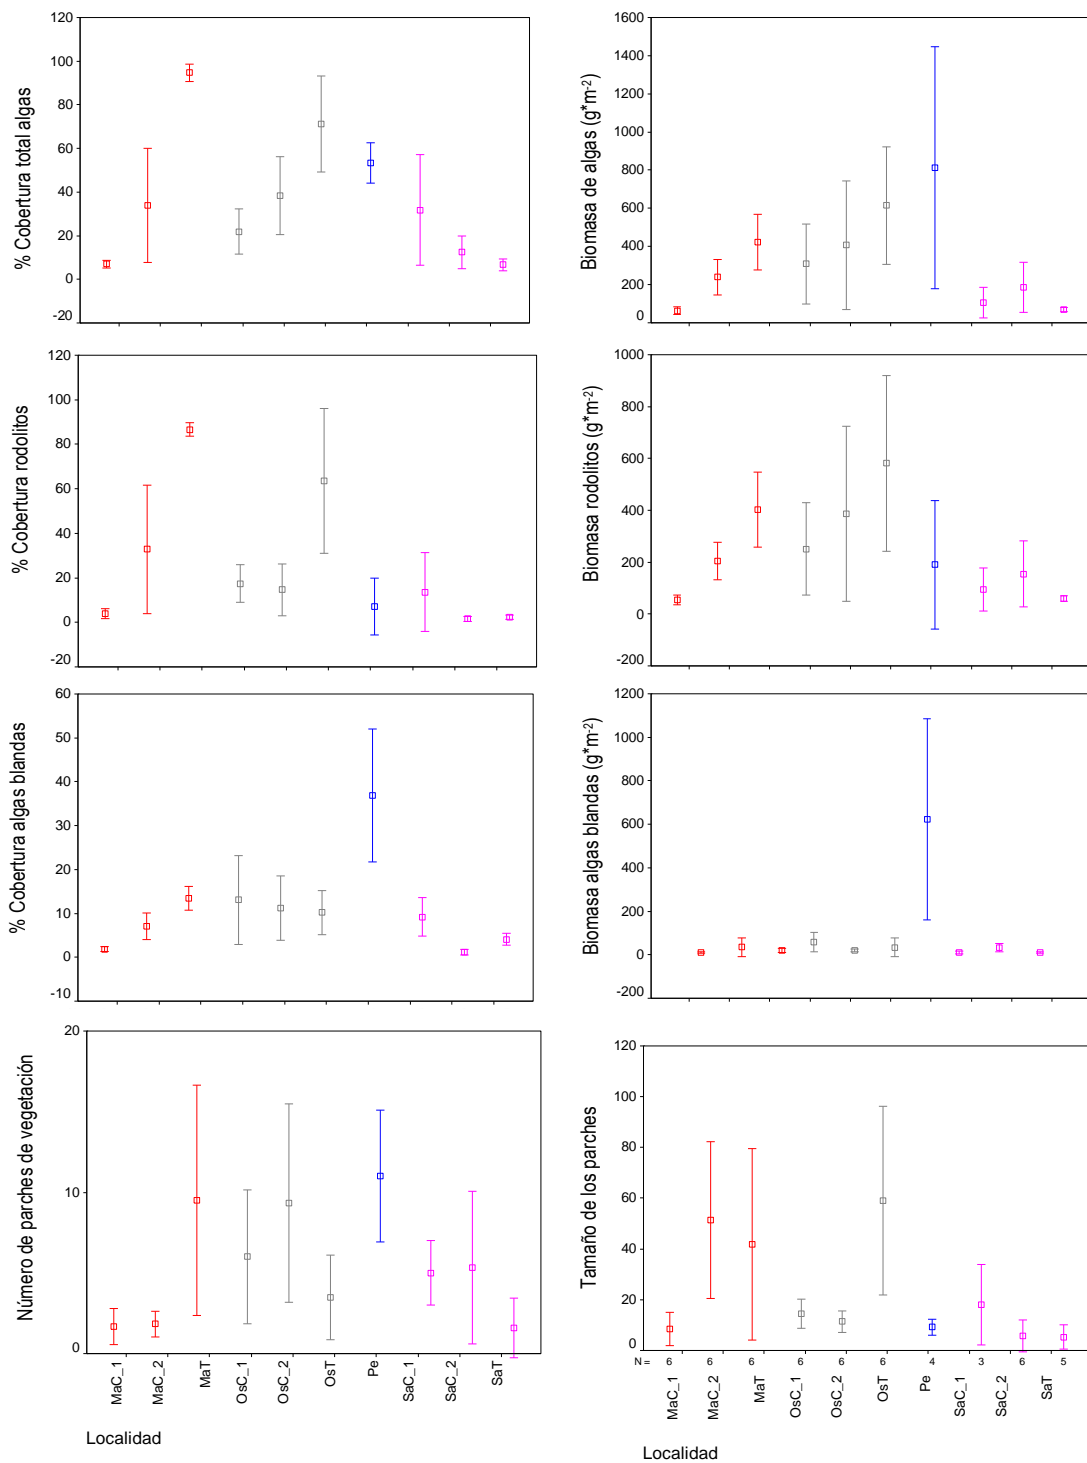 % Cobertura total algas
120
100
80
60
40
20
0
-20
Biomasa de algas (g*m-2)
1600
1400
1200
1000
800
600
400
200
0
% Cobertura rodolitos
120
100
80
60
40
20
0
-20
Biomasa rodolitos (g*m-2)
1000
800
600
400
200
0
-200
% Cobertura algas blandas
60
50
40
30
20
10
0
-10
Biomasa algas blandas (g*m-2)
1200
1000
800
600
400
200
0
-200
Número de parches de vegetación
20
10
0
MaC_1
MaC_2
MaT
OsC_1
OsC_2
OsT
Pe
SaC_1
SaC_2
SaT
Localidad
Tamaño de los parches
120
100
80
60
40
20
0
N = 6 6 6 6 6 6 4 3 6 5
MaC_1
MaC_2
MaT
OsC_1
OsC_2
OsT
Pe
SaC_1
SaC_2
SaT
Localidad